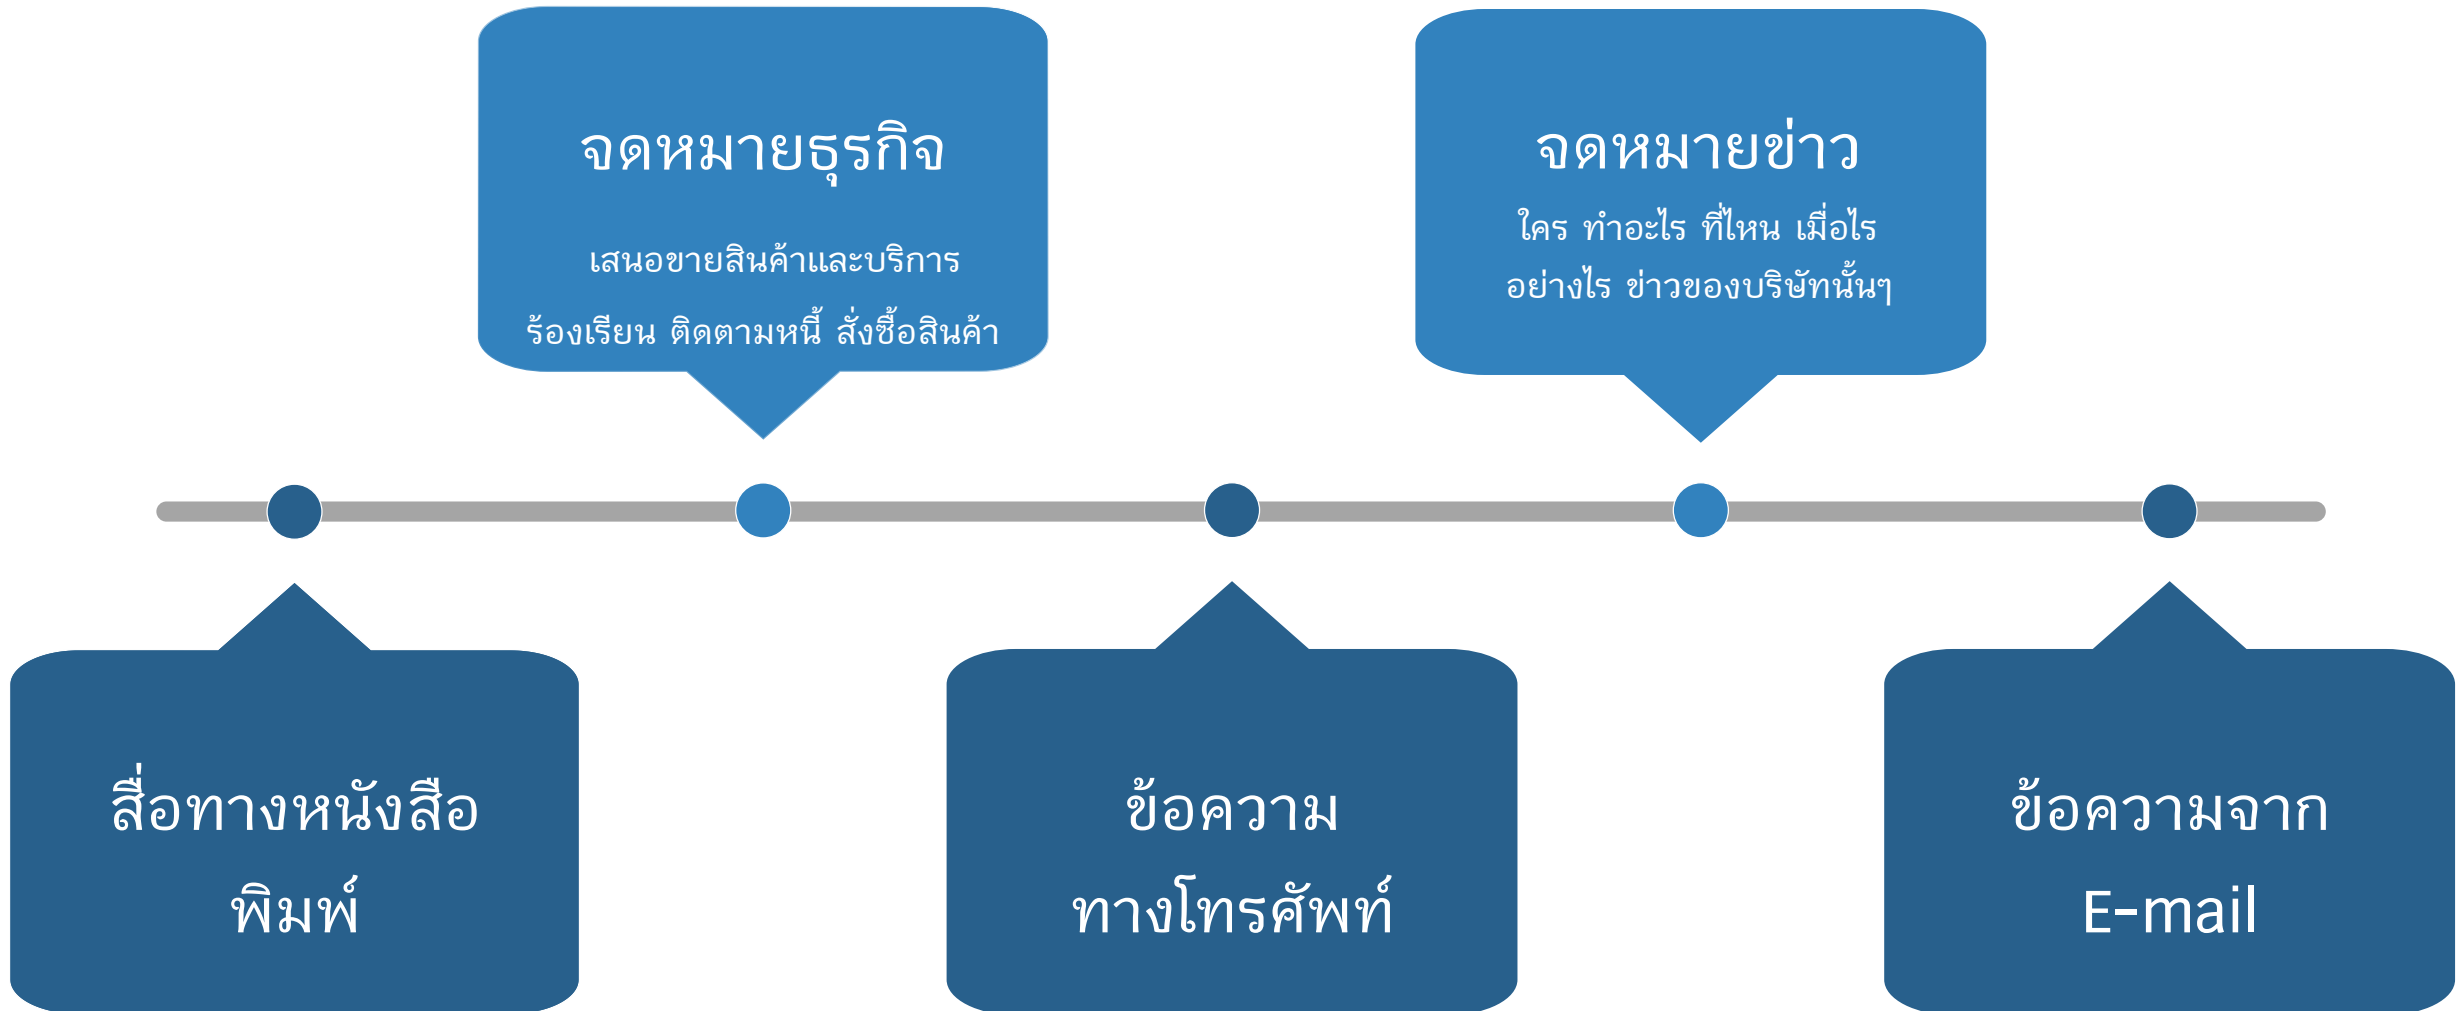 จดหมายธุรกิจ
เสนอขายสินค้าและบริการ
ร้องเรียน ติดตามหนี้ สั่งซื้อสินค้า
จดหมายข่าว
ใคร ทำอะไร ที่ไหน เมื่อไร
อย่างไร ข่าวของบริษัทนั้นๆ
สื่อทางหนังสือ
พิมพ์
ข้อความ
ทางโทรศัพท์
ข้อความจาก
E-mail